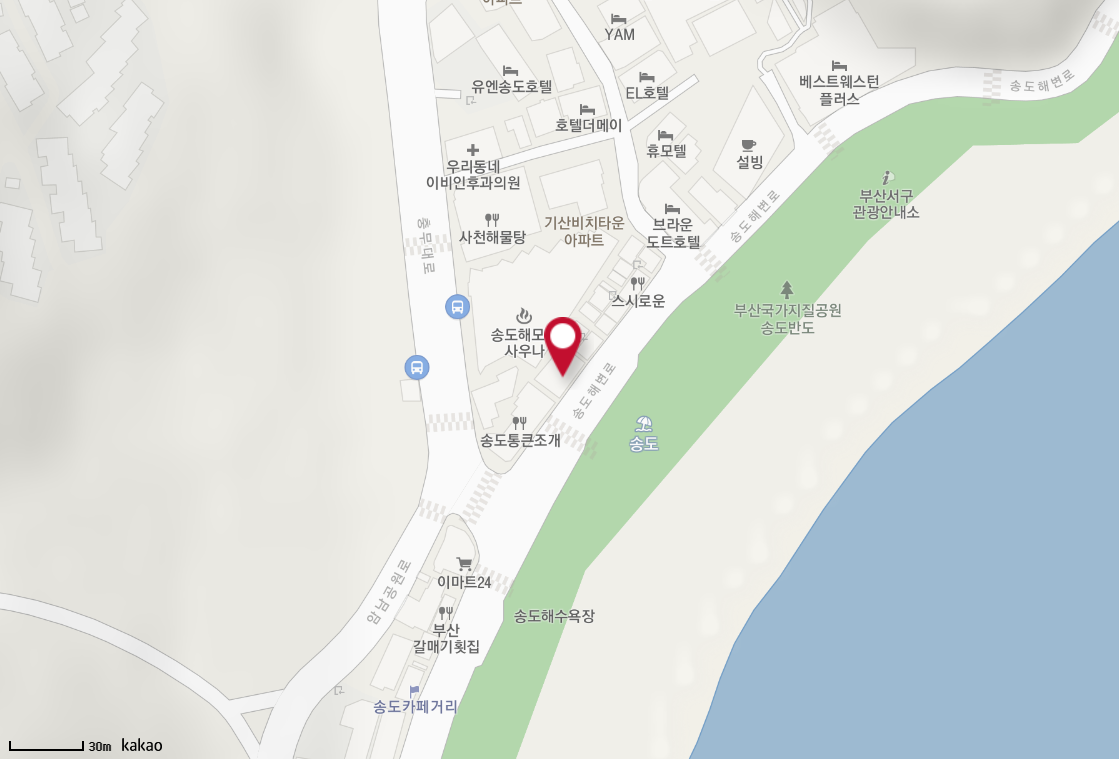 아파트
YAM
유엔송도호텔
EL호텔
베스트웨스턴
플러스
송도해변로
호텔더메이
휴모텔
설빙
우리동네
이비인후과의원
부산서구
관광안내소
사천해물탕
기산비치타운
아파트
브라운
도트호텔
송도해변로
충무대로
스시로운
부산국가지질공원
송도반도
송도해모
사우나
송도해변로
송도통큰조개
송도
이마트24
암남공원로
송도해수욕장
부산
갈매기횟집
송도카페거리
30m kakao